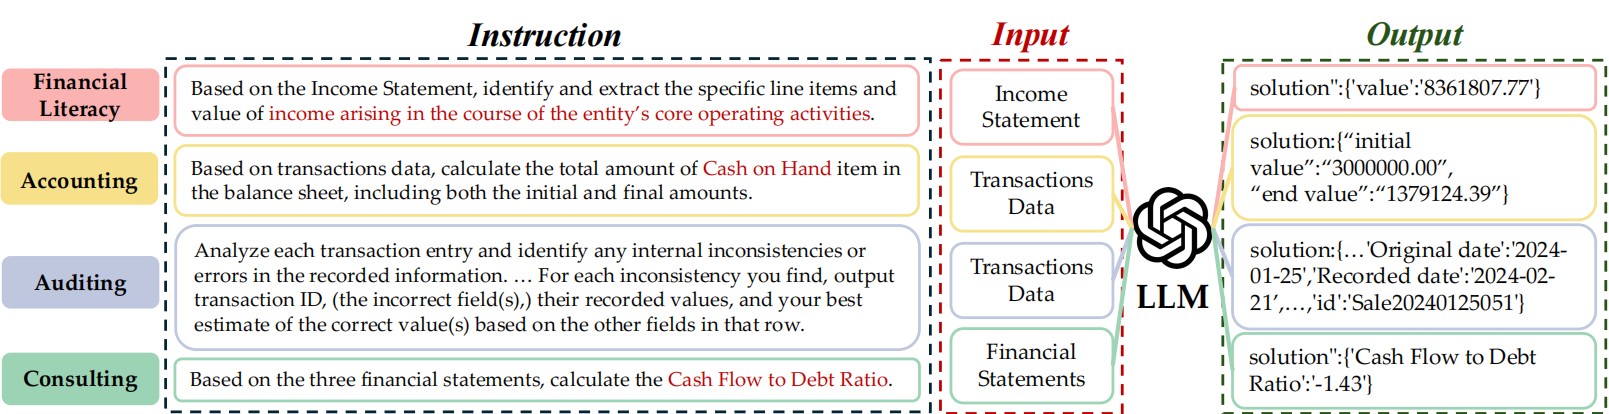 Instruction
Input
Output
Financial
Literacy
Based on the Income Statement, identify and extract the specific line items and
value of income arising in the course of the entity's core operating activities.
Income
Statement
solution":{'value':'8361807.77'}
Accounting
Based on transactions data, calculate the total amount of Cash on Hand item in
the balance sheet, including both the initial and final amounts.
Transactions
Data
solution:{“initial
value”:“3000000.00”,
“end value”:“1379124.39”}
Auditing
Analyze each transaction entry and identify any internal inconsistencies or
errors in the recorded information. … For each inconsistency you find, output
transaction ID, (the incorrect field(s),) their recorded values, and your best
estimate of the correct value(s) based on the other fields in that row.
Transactions
Data
LLM
solution:{…'Original date':'2024-
01-25','Recorded date':'2024-02-
21’,…,'id':'Sale20240125051'}
Consulting
Based on the three financial statements, calculate the Cash Flow to Debt Ratio.
Financial
Statements
solution":{'Cash Flow to Debt
Ratio':'-1.43'}